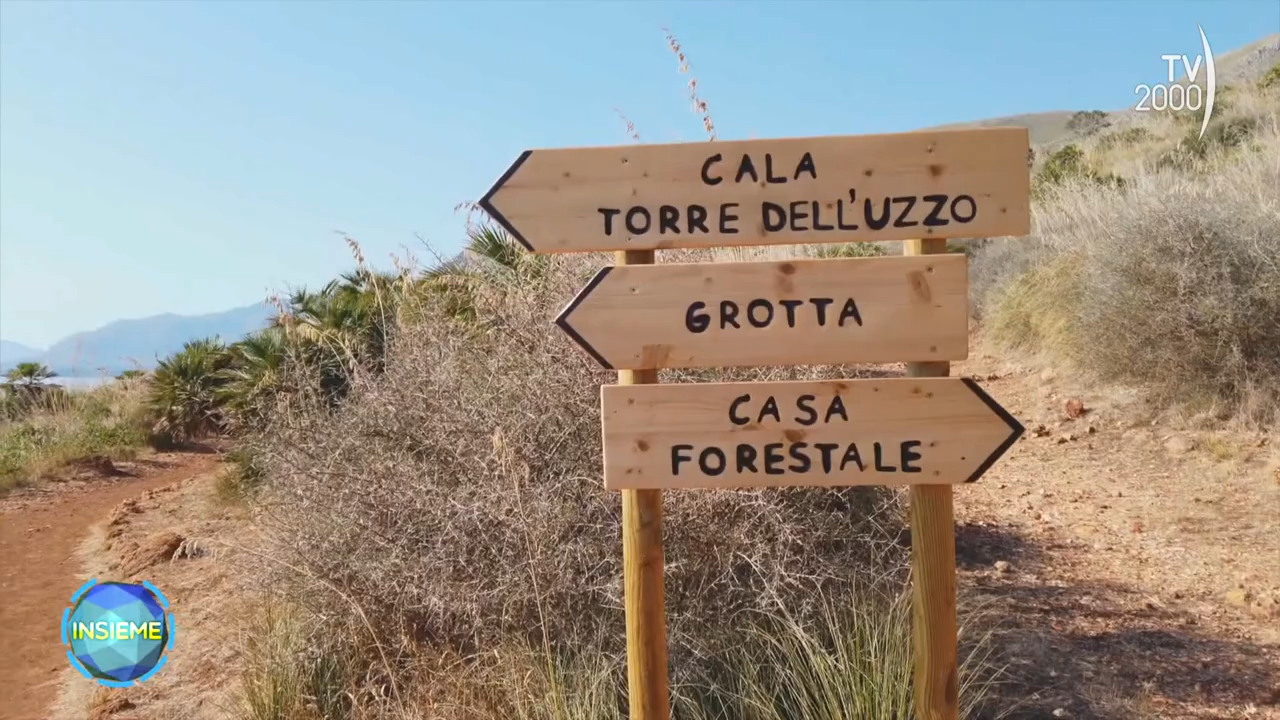 TV
2000
CALA
TORRE DELL'UZZO
GROTTA
CASA
FORESTALE
INSIEME